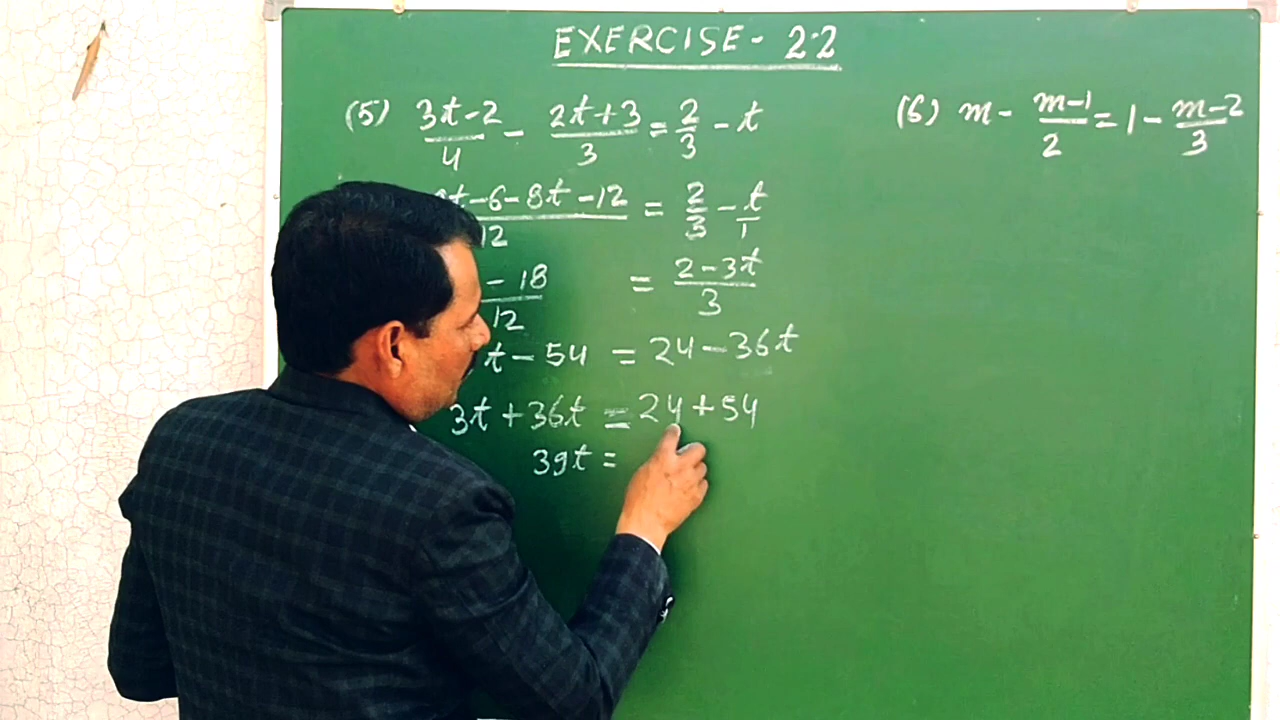 EXERCISE - 2.2
(5) 3t-2/4 - 2t+3/3 = 2/3 - t
t-6-8t-12/12 = 2/3 - t/1
-18/12 = 2-3t/3
t-54 = 24-36t
3t+36t = 24+54
39t =
(6) m - m-1/2 = 1 - m-2/3